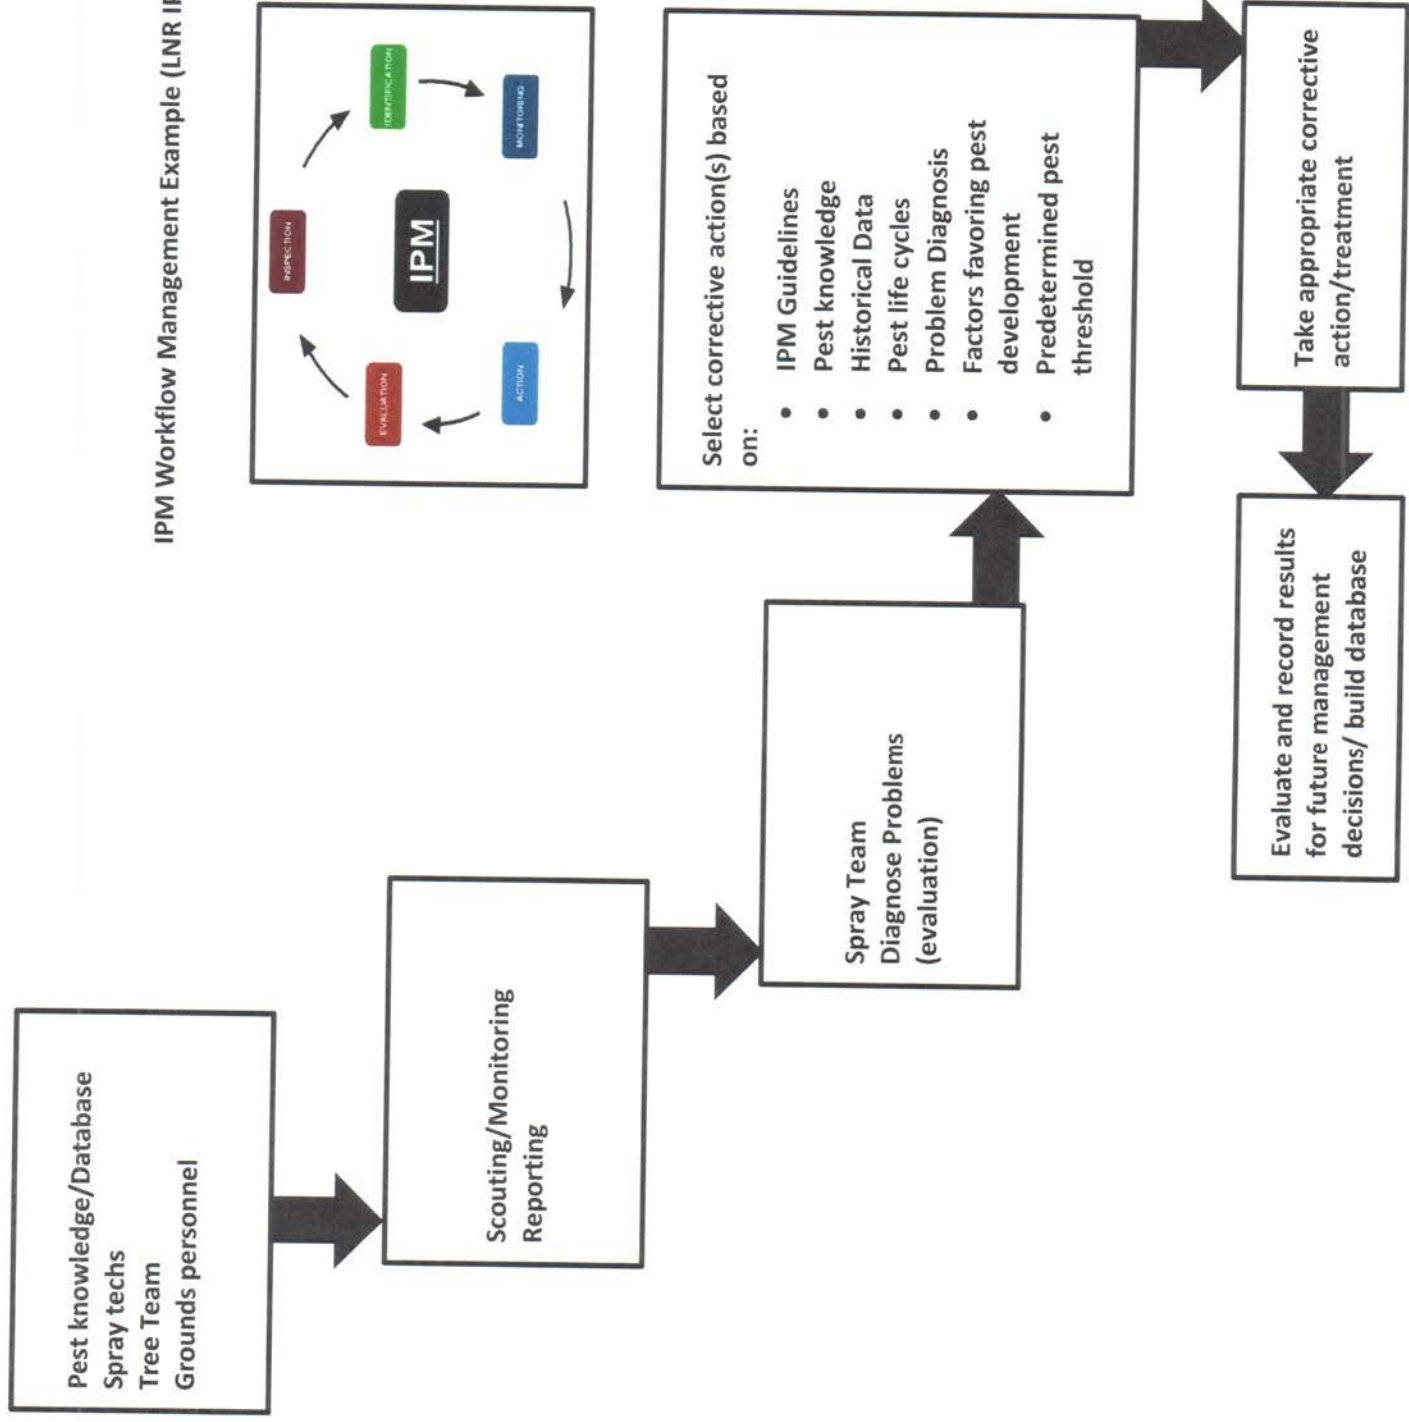 IPM Workflow Management Example (LNR
Pest knowledge/Database
Spray techs
Tree Team
Grounds personnel
Scouting/Monitoring
Reporting
Spray Team
Diagnose Problems
(evaluation)
INSPECTION
IDENTIFICATION
MONITORING
ACTION
EVALUATION
IPM
Select corrective action(s) based
on:
• IPM Guidelines
• Pest knowledge
• Historical Data
• Pest life cycles
• Problem Diagnosis
• Factors favoring pest
development
• Predetermined pest
threshold
Take appropriate corrective
action/treatment
Evaluate and record results
for future management
decisions/ build database